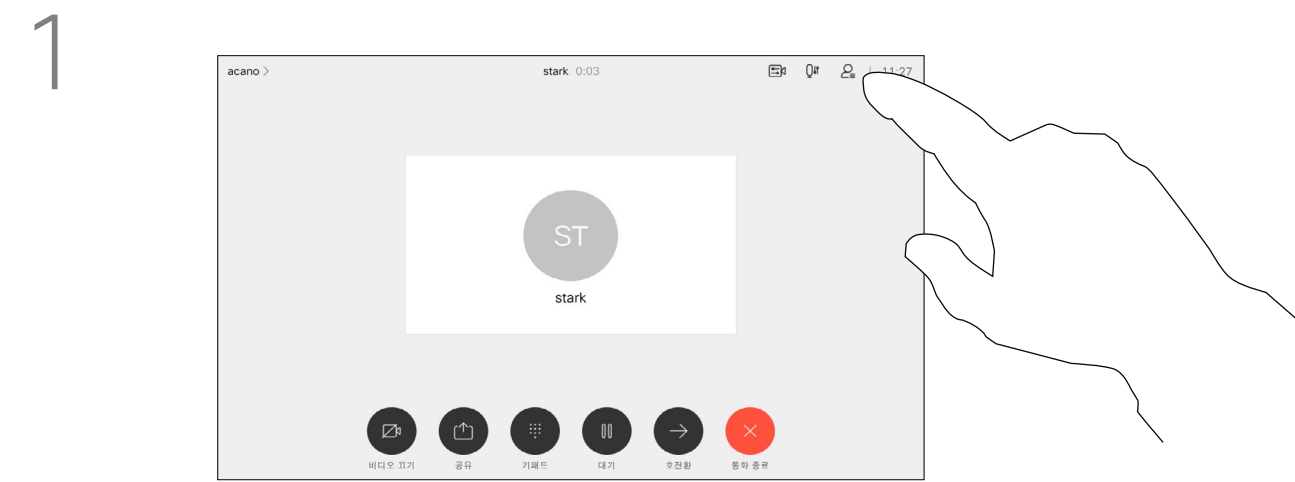 1
acano >
stark 0:03
11:27
ST
stark
비디오 끄기
공유
키패드
대기
호전환
통화 종료